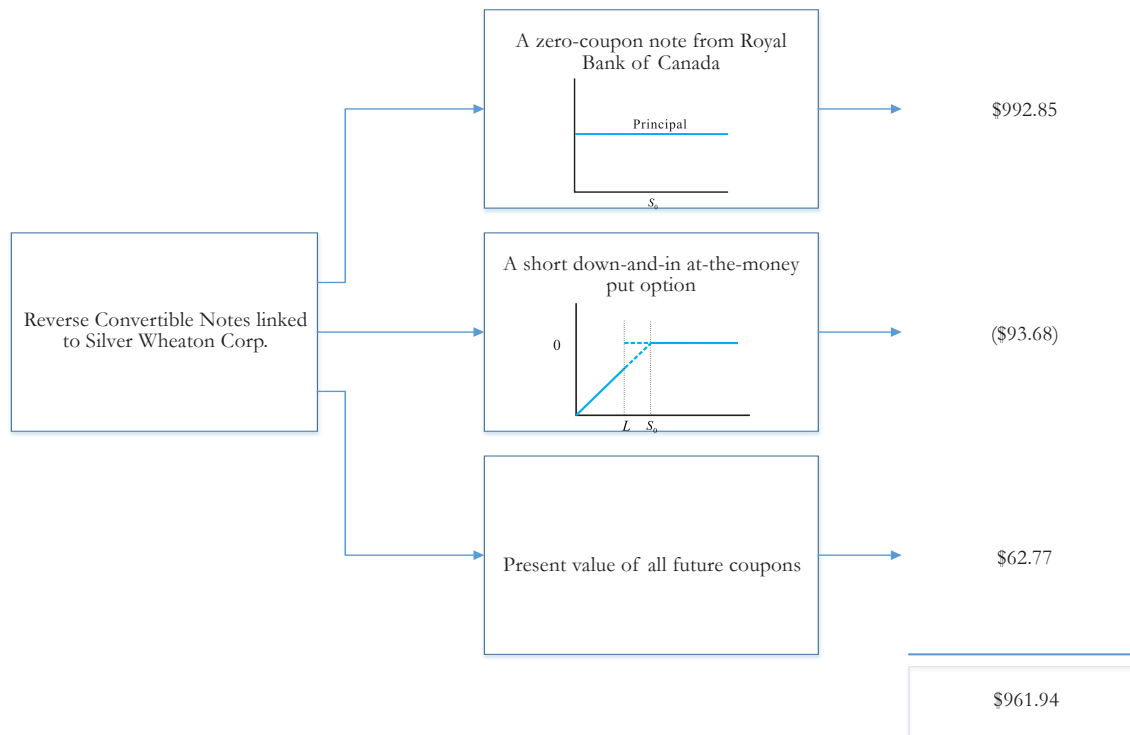 A zero-coupon note from Royal
Bank of Canada
Principal
S₀
$992.85
Reverse Convertible Notes linked
to Silver Wheaton Corp.
A short down-and-in at-the-money
put option
0
L S₀
($93.68)
Present value of all future coupons
$62.77
$961.94